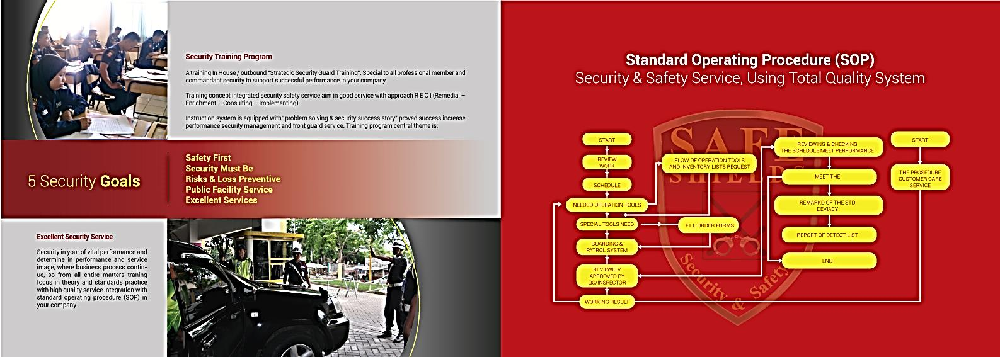 Security Training Program
A training In House / outbound "Strategic Security Guard Training". Special to all professional member and
commandant security to support successful performance in your company.
Training concept integrated security safety service aim in good service with approach R E C I (Remedial –
Enrichment – Consulting – Implementing).
Instruction system is equipped with" problem solving & security success story" proved success increase
performance security management and front guard service. Training program central theme is:
5 Security Goals
Safety First
Security Must Be
Risks & Loss Preventive
Public Facility Service
Excellent Services
Excellent Security Service
Security in your of vital performance and
determine in performance and service
image, where business process contin-
ue, so from all entire matters traning
focus in theory and standards practice
with high quality service integration with
standard operating procedure (SOP) in
your company
Standard Operating Procedure (SOP)
Security & Safety Service, Using Total Quality System
START
REVIEW
WORK
SCHEDULE
NEEDED OPERATION TOOLS
SPECIAL TOOLS NEED
GUARDING &
PATROL SYSTEM
REVIEWED/
APPROVED BY
QC/INSPECTOR
WORKING RESULT
FLOW OF OPERATION TOOLS
AND INVENTORY LISTS REQUEST
FILL ORDER FORMS
REVIEWING & CHECKING
THE SCHEDULE MEET PERFORMANCE
MEET THE
REMARKD OF THE STD
DEVIACY
REPORT OF DETECT LIST
END
START
THE PROSEDURE
CUSTOMER CARE
SERVICE
SAFE
SHIELDS
Security & Safety